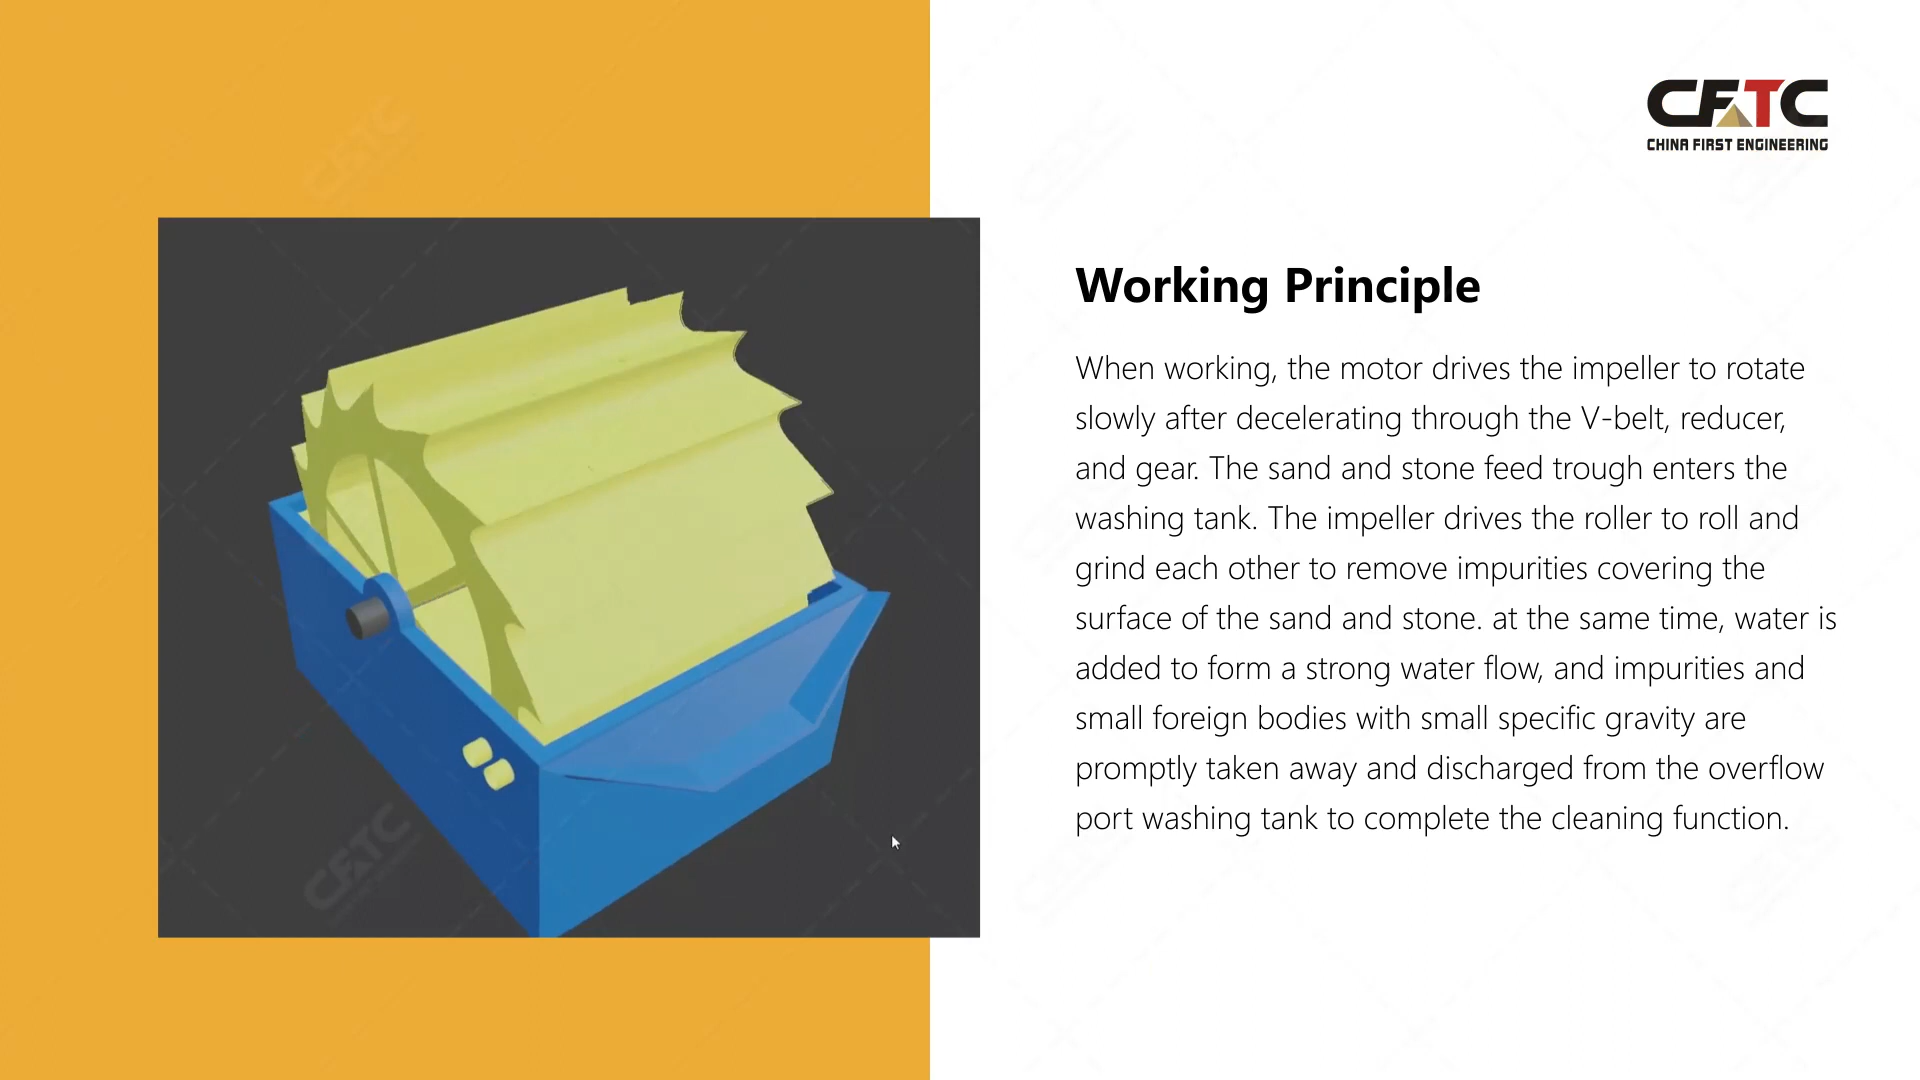 CFTC
CHINA FIRST ENGINEERING
Working Principle
When working, the motor drives the impeller to rotate
slowly after decelerating through the V-belt, reducer,
and gear. The sand and stone feed trough enters the
washing tank. The impeller drives the roller to roll and
grind each other to remove impurities covering the
surface of the sand and stone. at the same time, water is
added to form a strong water flow, and impurities and
small foreign bodies with small specific gravity are
promptly taken away and discharged from the overflow
port washing tank to complete the cleaning function.